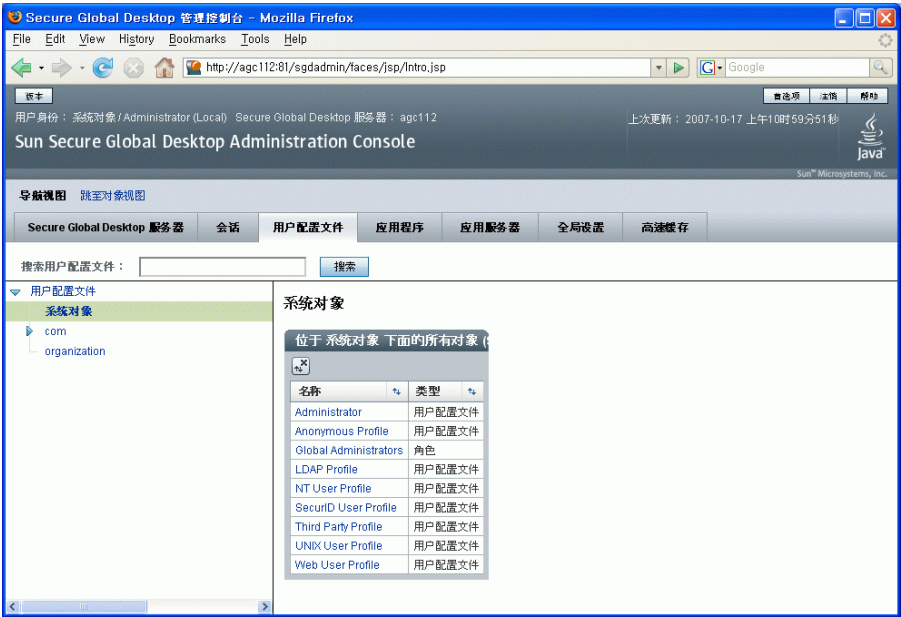 Secure Global Desktop 管理控制台 - Mozilla Firefox
File Edit View History Bookmarks Tools Help
http://agc112:81/sgdadmin/faces/jsp/Intro.jsp
G Google
版本
首选项 注销 帮助
用户身份： 系统对象/Administrator (Local) Secure Global Desktop 服务器： agc112
上次更新： 2007-10-17 上午10时59分51秒
Sun Secure Global Desktop Administration Console
Java
Sun™ Microsystems, Inc.
导航视图 跳至对象视图
Secure Global Desktop 服务器 会话 用户配置文件 应用程序 应用服务器 全局设置 高速缓存
搜索用户配置文件： 搜索
用户配置文件
系统对象
com
organization
系统对象
位于 系统对象 下面的所有对象 (
名称 类型
Administrator 用户配置文件
Anonymous Profile 用户配置文件
Global Administrators 角色
LDAP Profile 用户配置文件
NT User Profile 用户配置文件
SecurID User Profile 用户配置文件
Third Party Profile 用户配置文件
UNIX User Profile 用户配置文件
Web User Profile 用户配置文件